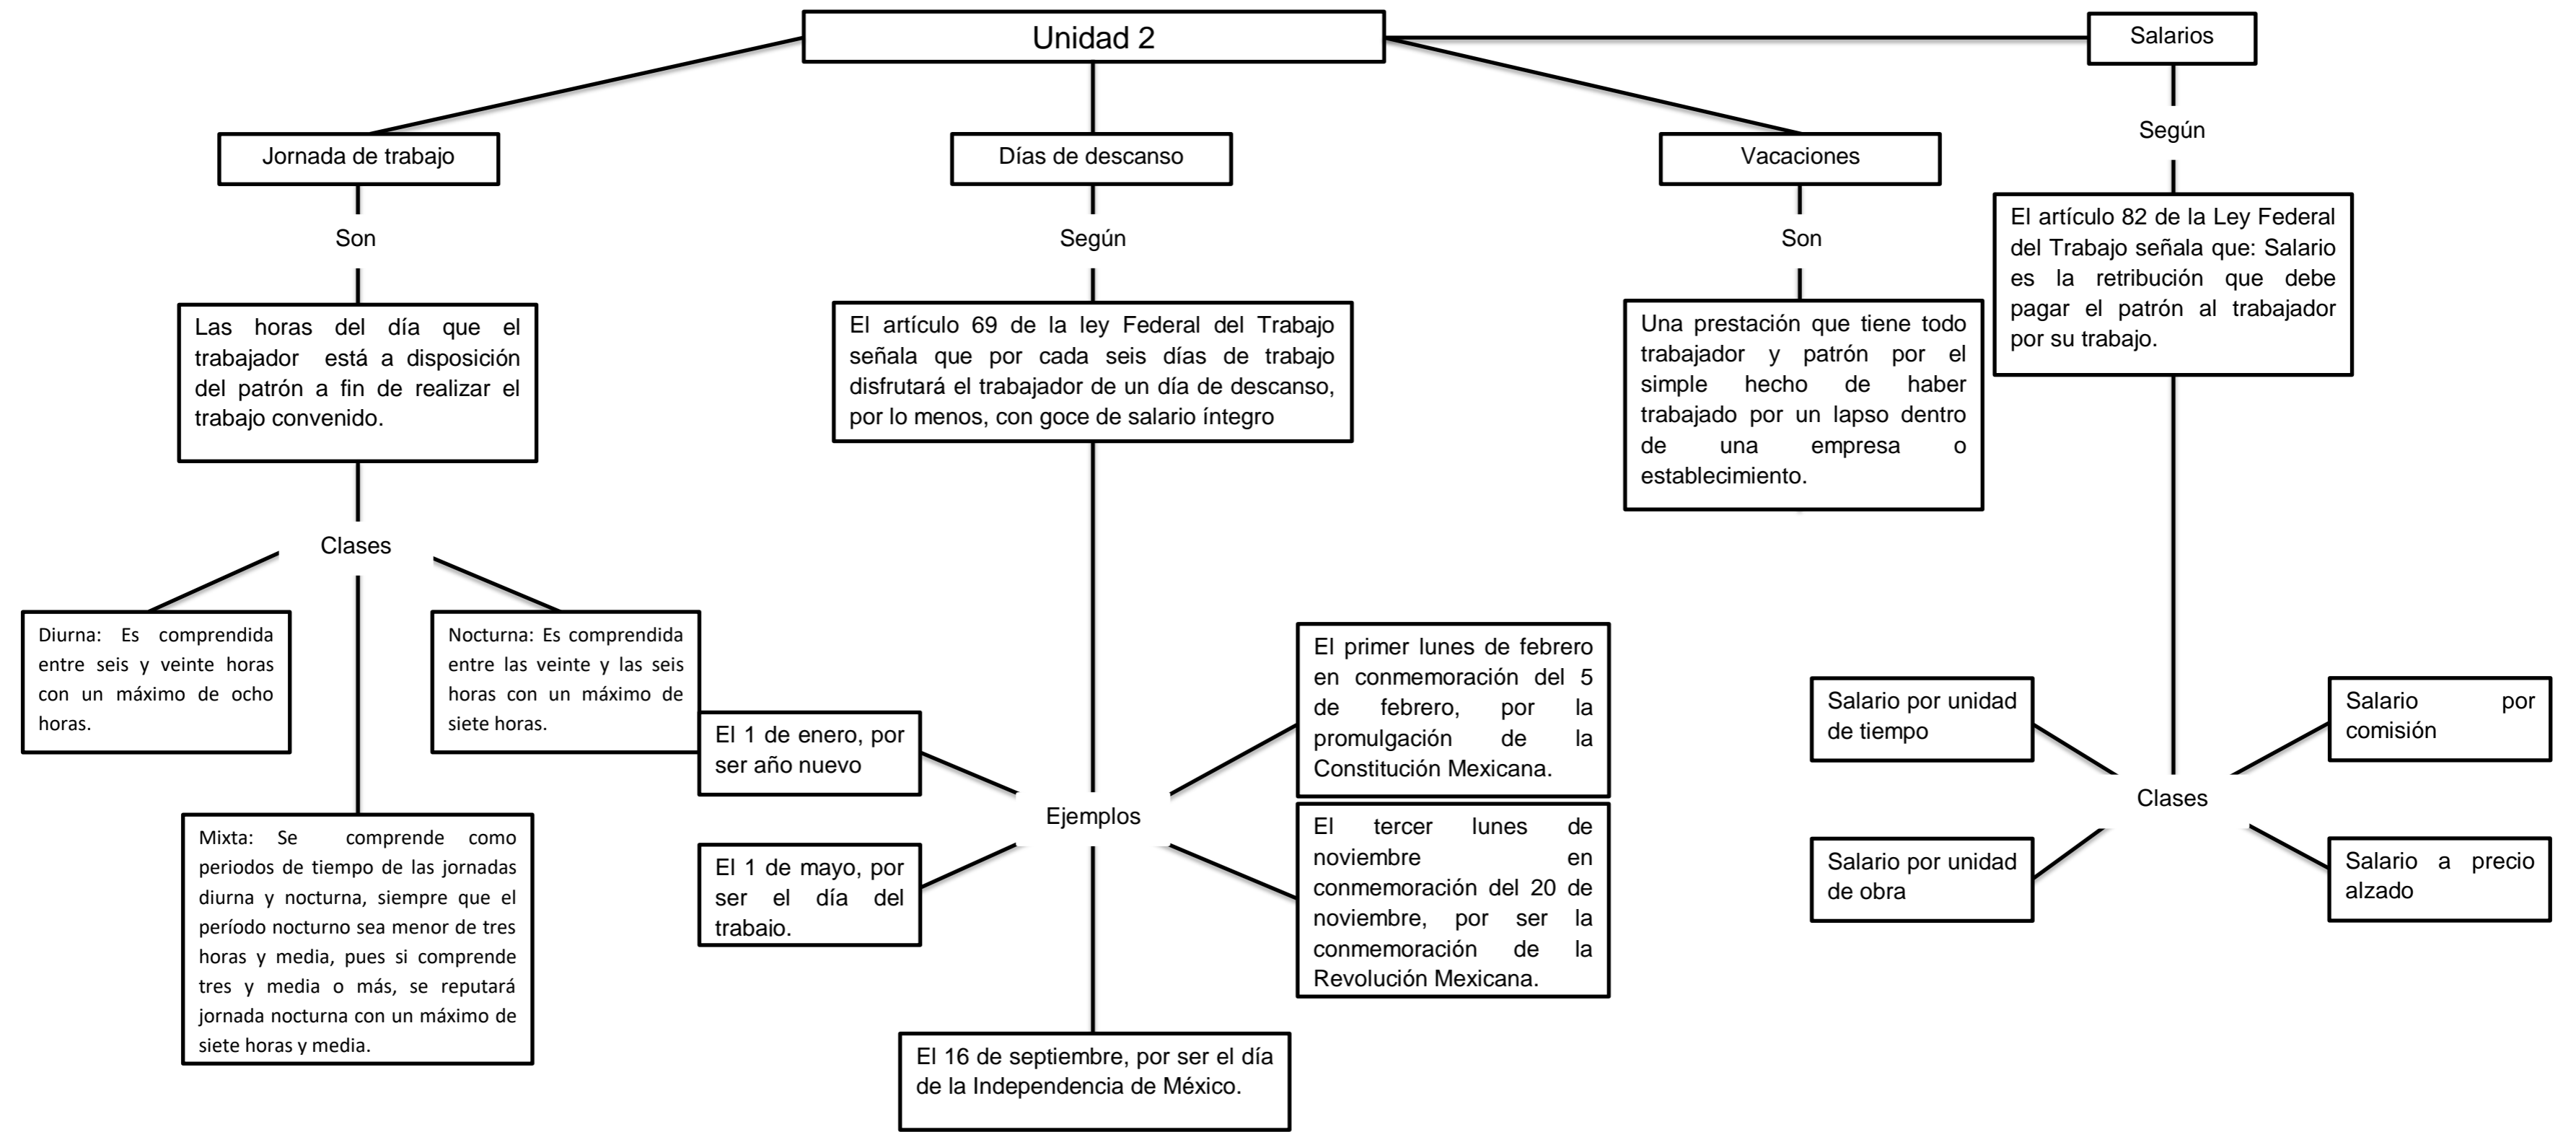 Unidad 2
Salarios
Según
El artículo 82 de la Ley Federal
del Trabajo señala que: Salario
es la retribución que debe
pagar el patrón al trabajador
por su trabajo.
Jornada de trabajo
Días de descanso
Vacaciones
Son
Según
Son
Las horas del día que el
trabajador está a disposición
del patrón a fin de realizar el
trabajo convenido.
El artículo 69 de la ley Federal del Trabajo
señala que por cada seis días de trabajo
disfrutará el trabajador de un día de descanso,
por lo menos, con goce de salario íntegro
Una prestación que tiene todo
trabajador y patrón por el
simple hecho de haber
trabajado por un lapso dentro
de una empresa o
establecimiento.
Clases
Diurna: Es comprendida
entre seis y veinte horas
con un máximo de ocho
horas.
Nocturna: Es comprendida
entre las veinte y las seis
horas con un máximo de
siete horas.
Mixta: Se comprende como
periodos de tiempo de las jornadas
diurna y nocturna, siempre que el
período nocturno sea menor de tres
horas y media, pues si comprende
tres y media o más, se reputará
jornada nocturna con un máximo de
siete horas y media.
El 1 de enero, por
ser año nuevo
El 1 de mayo, por
ser el día del
trabajo.
Ejemplos
El primer lunes de febrero
en conmemoración del 5
de febrero, por la
promulgación de la
Constitución Mexicana.
El tercer lunes de
noviembre en
conmemoración del 20 de
noviembre, por ser la
conmemoración de la
Revolución Mexicana.
El 16 de septiembre, por ser el día
de la Independencia de México.
Salario por unidad
de tiempo
Salario por
comisión
Clases
Salario por unidad
de obra
Salario a precio
alzado